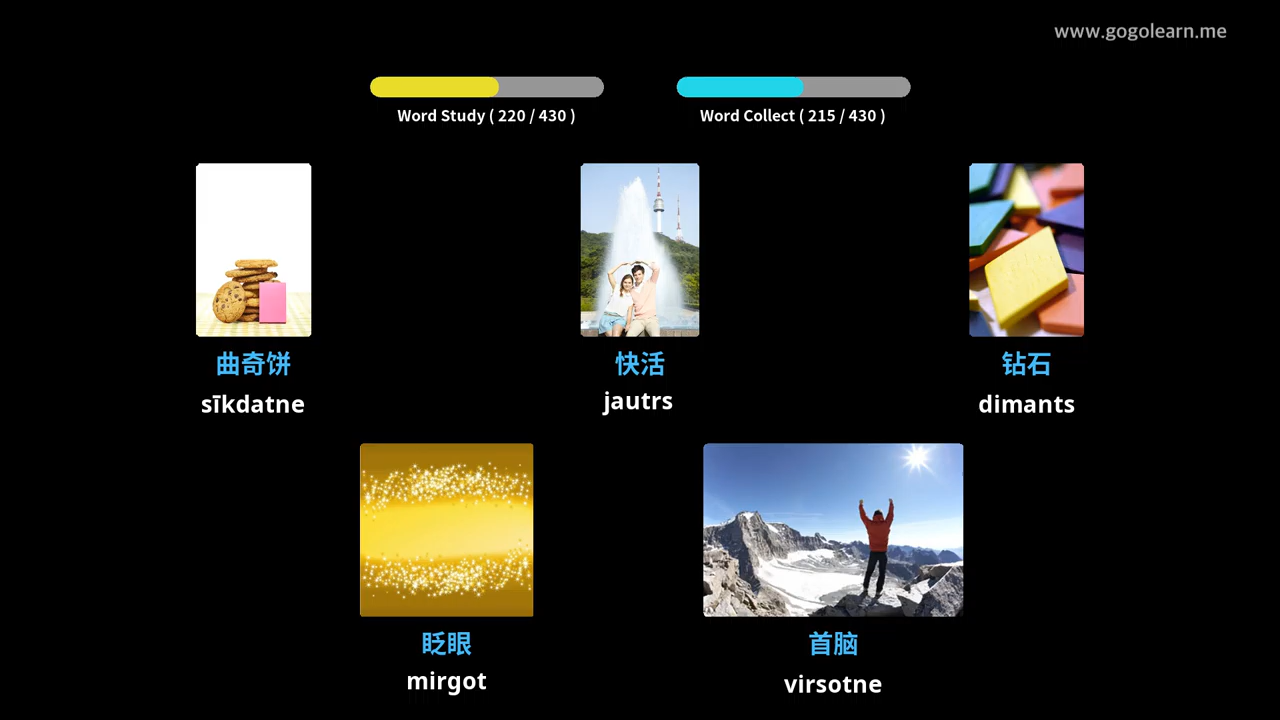 www.gogolearn.me
Word Study ( 220 / 430 )
Word Collect ( 215 / 430 )
曲奇饼
快活
钻石
sīkdatne
jautrs
dimants
眨眼
首脑
mirgot
virsotne